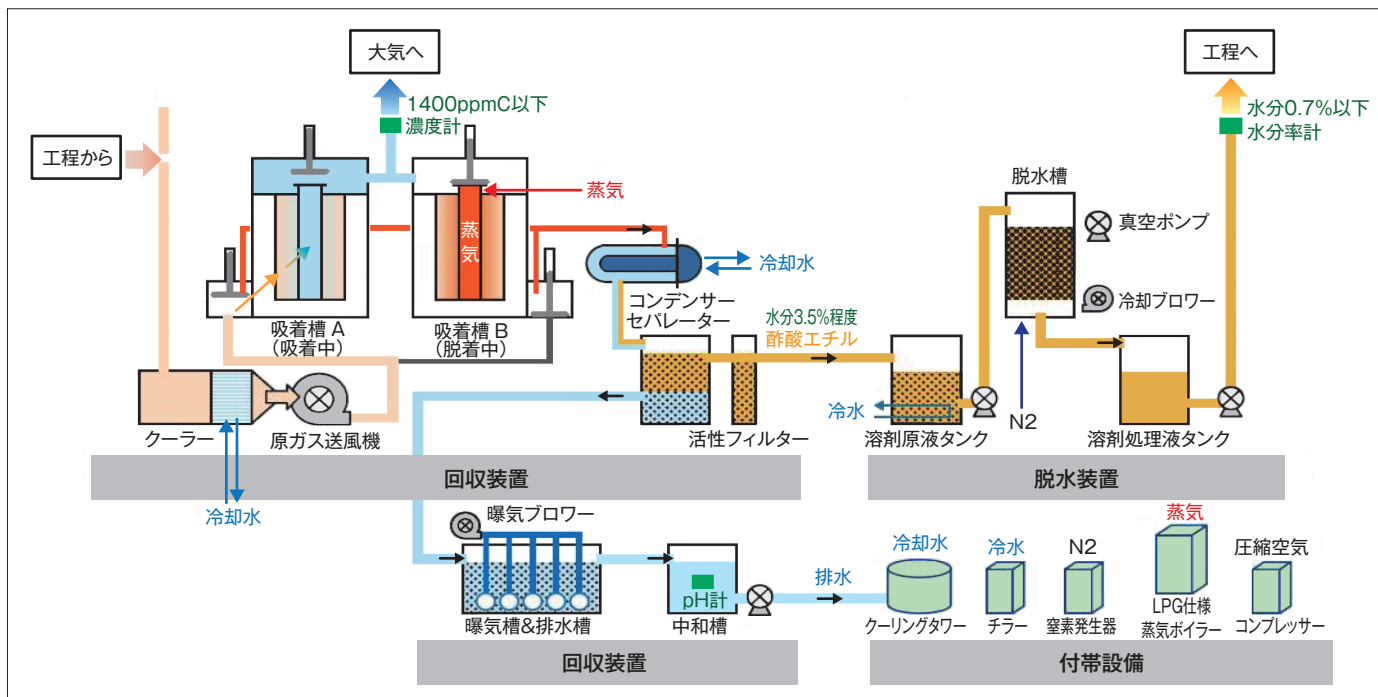 大気へ
工程へ
1400ppmC以下
濃度計
水分0.7%以下
水分率計
工程から
脱水槽
蒸気
蒸気
真空ポンプ
冷却水
冷却ブロワー
コンデンサー
セパレーター
水分3.5%程度
酢酸エチル
吸着槽 A
(吸着中)
吸着槽 B
(脱着中)
冷水
N2
クーラー
原ガス送風機
活性フィルター
溶剤原液タンク
溶剤処理液タンク
回収装置
脱水装置
冷却水
曝気ブロワー
pH計
排水
曝気槽&排水槽
中和槽
冷却水
冷水
N2
蒸気
圧縮空気
クーリングタワー
チラー
窒素発生器
LPG仕様
蒸気ボイラー
コンプレッサー
回収装置
付帯設備